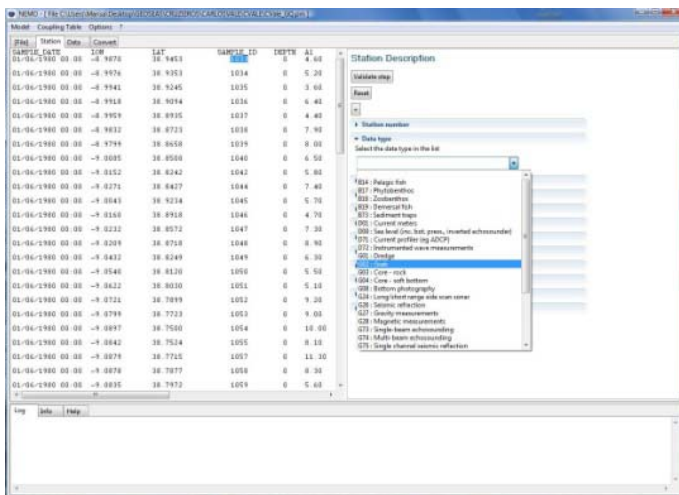 Model Coupling Table Options ?
[File] Station Data Convert
SAMPLE_DATE LON LAT SAMPLE_ID DEPTH Al
01/06/1980 00:00 38.9453 0 4.60
01/06/1980 00:00 -8.9976 38.9353 1034 0 5.20
01/06/1980 00:00 -8.9941 38.9245 1035 0 3.60
01/06/1980 00:00 -8.9918 38.9094 1036 0 6.40
01/06/1980 00:00 -8.9959 38.8935 1037 0 4.40
01/06/1980 00:00 -8.9832 38.8723 1038 0 7.90
01/06/1980 00:00 -8.9799 38.8658 1039 0 8.00
01/06/1980 00:00 -9.0085 38.8508 1040 0 6.50
01/06/1980 00:00 -9.0152 38.8242 1042 0 5.80
01/06/1980 00:00 -9.0271 38.8427 1044 0 7.40
01/06/1980 00:00 -9.0043 38.9234 1045 0 5.70
01/06/1980 00:00 -9.0168 38.8918 1046 0 4.70
01/06/1980 00:00 -9.0232 38.8572 1047 0 7.30
01/06/1980 00:00 -9.0209 38.8718 1048 0 8.90
01/06/1980 00:00 -9.0432 38.8249 1049 0 6.30
01/06/1980 00:00 -9.0548 38.8120 1050 0 5.50
01/06/1980 00:00 -9.0622 38.8030 1051 0 5.10
01/06/1980 00:00 -9.0721 38.7899 1052 0 9.20
01/06/1980 00:00 -9.0799 38.7723 1053 0 9.00
01/06/1980 00:00 -9.0897 38.7580 1054 0 10.00
01/06/1980 00:00 -9.0842 38.7524 1055 0 8.10
01/06/1980 00:00 -9.0879 38.7715 1057 0 11.30
01/06/1980 00:00 -9.0878 38.7877 1058 0 8.30
01/06/1980 00:00 -9.0835 38.7972 1059 0 5.60
Station Description
Validate step
Reset
Station number
Data type
Select the data type in the list
B14 : Pelagic fish
B17 : Phytobenthos
B18 : Zoobenthos
B19 : Demersal fish
B73 : Sediment traps
D01 : Current meters
D09 : Sea level (inc. bot. press., inverted echosounder)
D71 : Current profiler (eg ADCP)
D72 : Instrumented wave measurements
G01 : Dredge
G02 : Grab
G03 : Core - rock
G04 : Core - soft bottom
G08 : Bottom photography
G24 : Long/short range side scan sonar
G26 : Seismic refraction
G27 : Gravity measurements
G28 : Magnetic measurements
G73 : Single-beam echosounding
G74 : Multi-beam echosounding
G75 : Single channel seismic reflection
Log Info Help